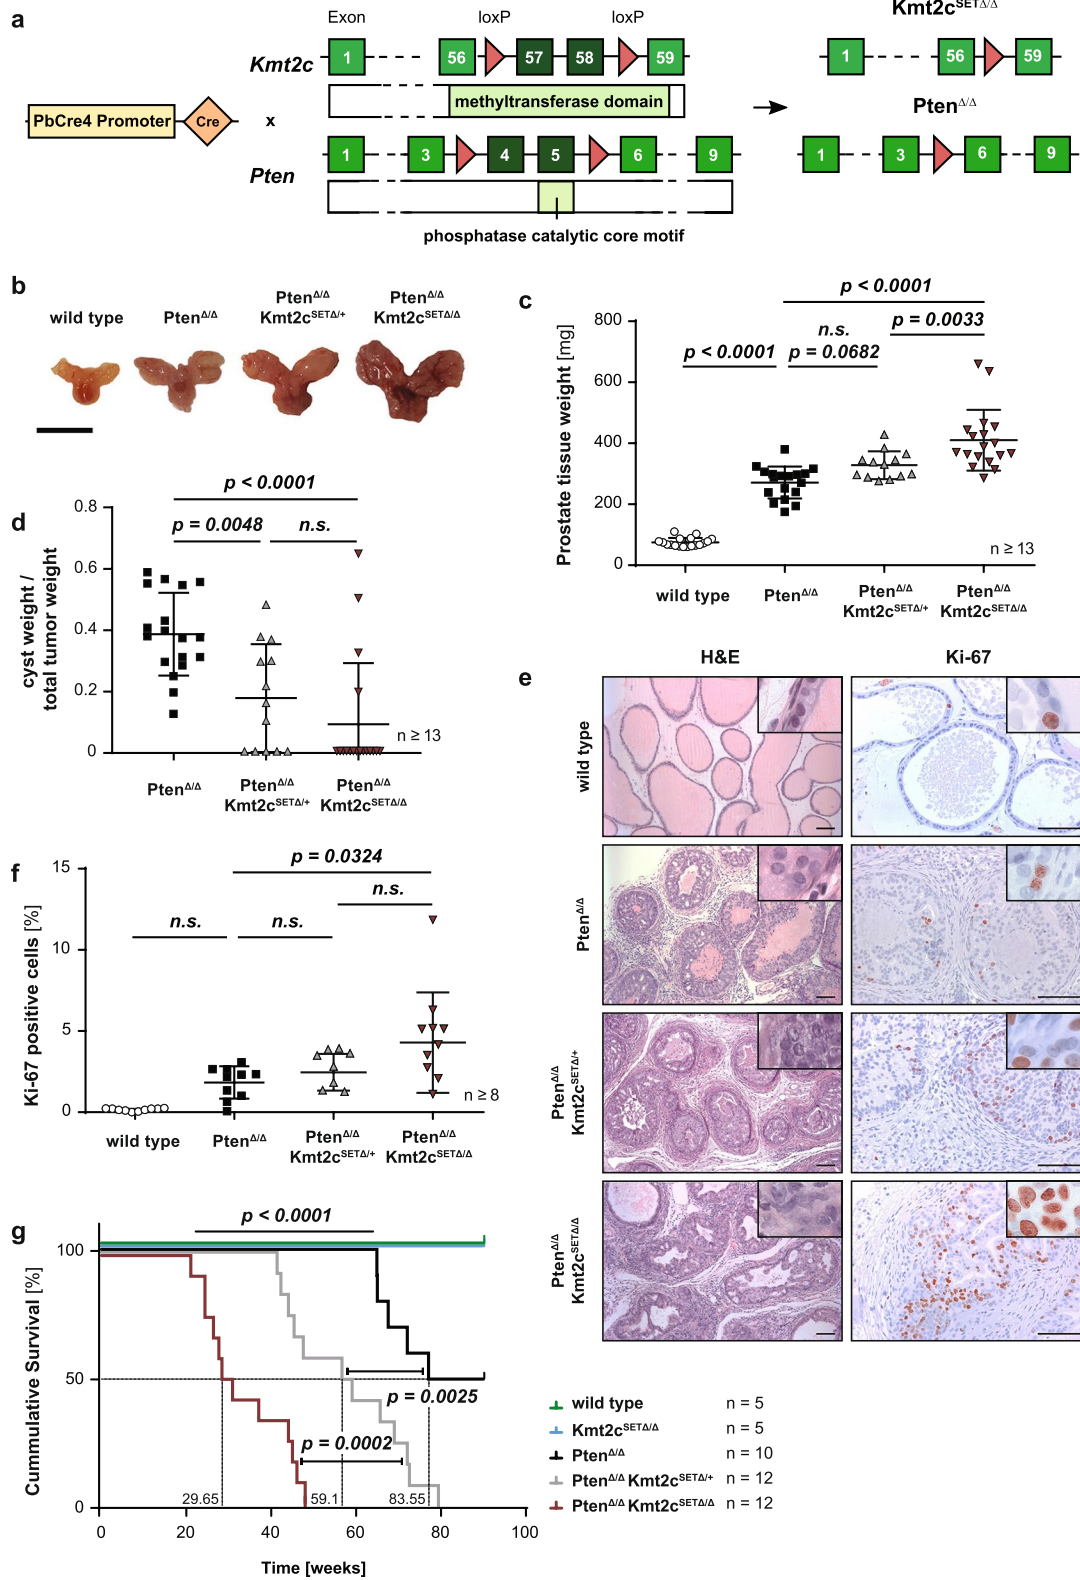 a
Exon
loxP
loxP
Kmt2c^SETΔ/Δ
Kmt2c
1
56
57
58
59
1
56
59
methyltransferase domain
PbCre4 Promoter
Cre
x
Pten^Δ/Δ
Pten
1
3
4
5
6
9
1
3
6
9
phosphatase catalytic core motif
b
wild type
Pten^Δ/Δ
Pten^Δ/Δ
Kmt2c^SETΔ/+
Pten^Δ/Δ
Kmt2c^SETΔ/Δ
c
p < 0.0001
n.s.
p = 0.0033
p < 0.0001
p = 0.0682
Prostate tissue weight [mg]
800
600
400
200
0
n ≥ 13
wild type
Pten^Δ/Δ
Pten^Δ/Δ
Kmt2c^SETΔ/+
Pten^Δ/Δ
Kmt2c^SETΔ/Δ
d
p < 0.0001
p = 0.0048
n.s.
cyst weight /
total tumor weight
0.8
0.6
0.4
0.2
0
n ≥ 13
Pten^Δ/Δ
Pten^Δ/Δ
Kmt2c^SETΔ/+
Pten^Δ/Δ
Kmt2c^SETΔ/Δ
e
H&E
Ki-67
wild type
Pten^Δ/Δ
Pten^Δ/Δ
Kmt2c^SETΔ/+
Pten^Δ/Δ
Kmt2c^SETΔ/Δ
f
p = 0.0324
n.s.
n.s.
n.s.
Ki-67 positive cells [%]
15
10
5
0
n ≥ 8
wild type
Pten^Δ/Δ
Pten^Δ/Δ
Kmt2c^SETΔ/+
Pten^Δ/Δ
Kmt2c^SETΔ/Δ
g
p < 0.0001
Cummulative Survival [%]
100
50
0
p = 0.0025
p = 0.0002
29.65
59.1
83.55
0
20
40
60
80
100
Time [weeks]
wild type n = 5
Kmt2c^SETΔ/Δ n = 5
Pten^Δ/Δ n = 10
Pten^Δ/Δ Kmt2c^SETΔ/+ n = 12
Pten^Δ/Δ Kmt2c^SETΔ/Δ n = 12